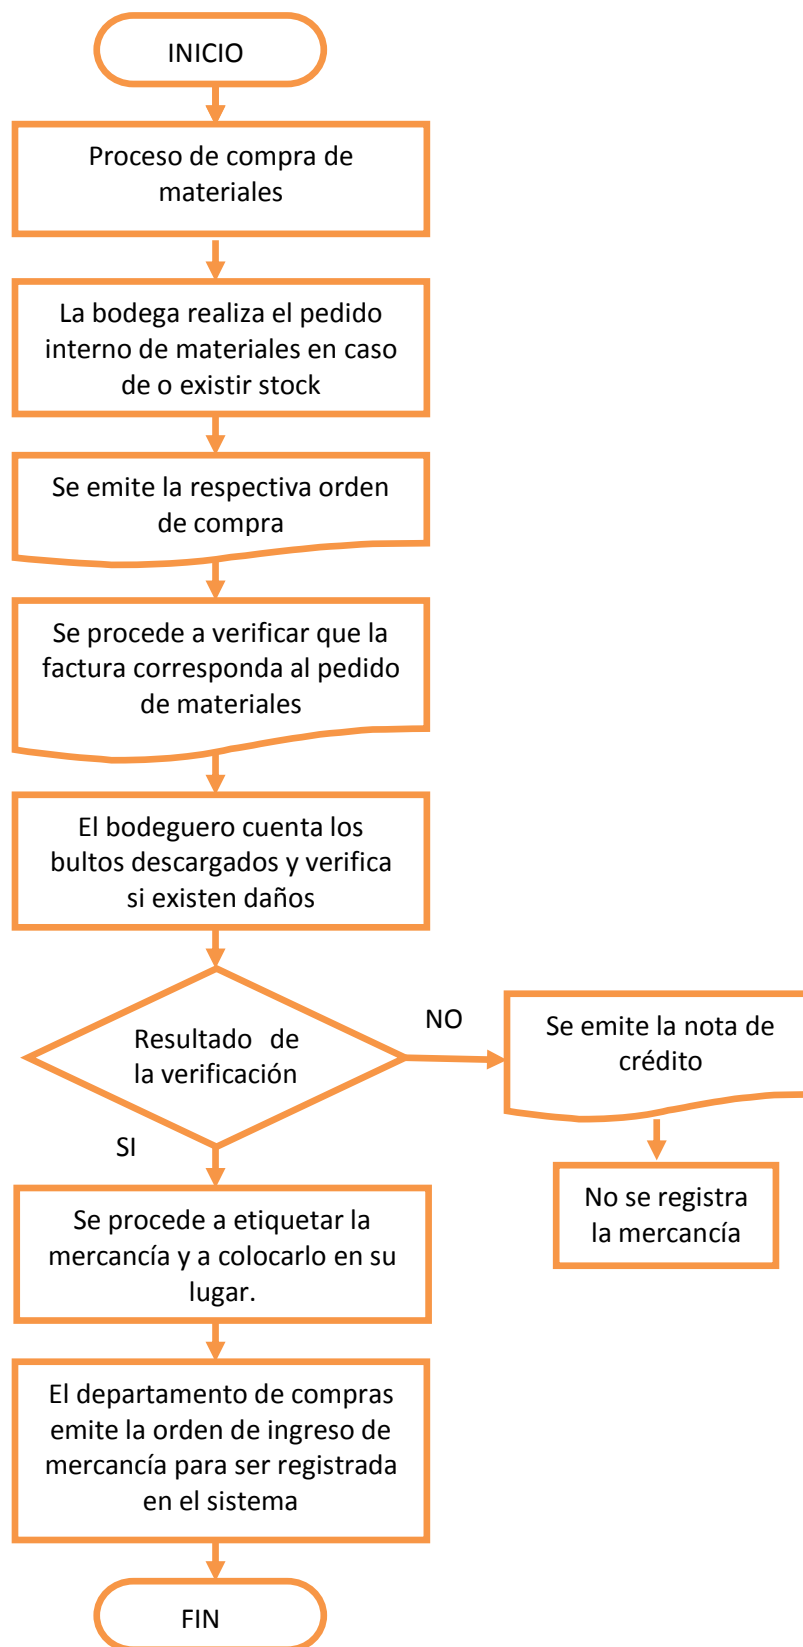 INICIO
Proceso de compra de
materiales
La bodega realiza el pedido
interno de materiales en caso
de o existir stock
Se emite la respectiva orden
de compra
Se procede a verificar que la
factura corresponda al pedido
de materiales
El bodeguero cuenta los
bultos descargados y verifica
si existen daños
Resultado de
la verificación
NO
Se emite la nota de
crédito
No se registra
la mercancía
SI
Se procede a etiquetar la
mercancía y a colocarlo en su
lugar.
El departamento de compras
emite la orden de ingreso de
mercancía para ser registrada
en el sistema
FIN